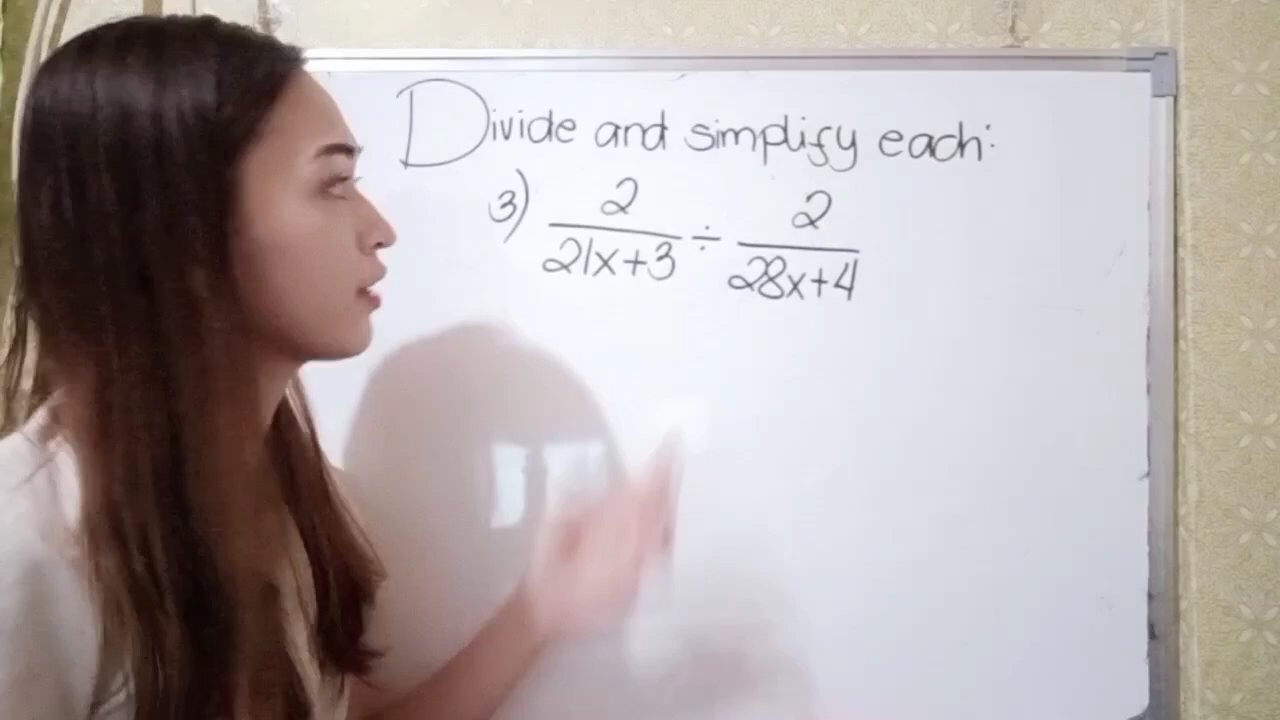 Divide and simplify each:
3) 2/21x+3 ÷ 2/28x+4